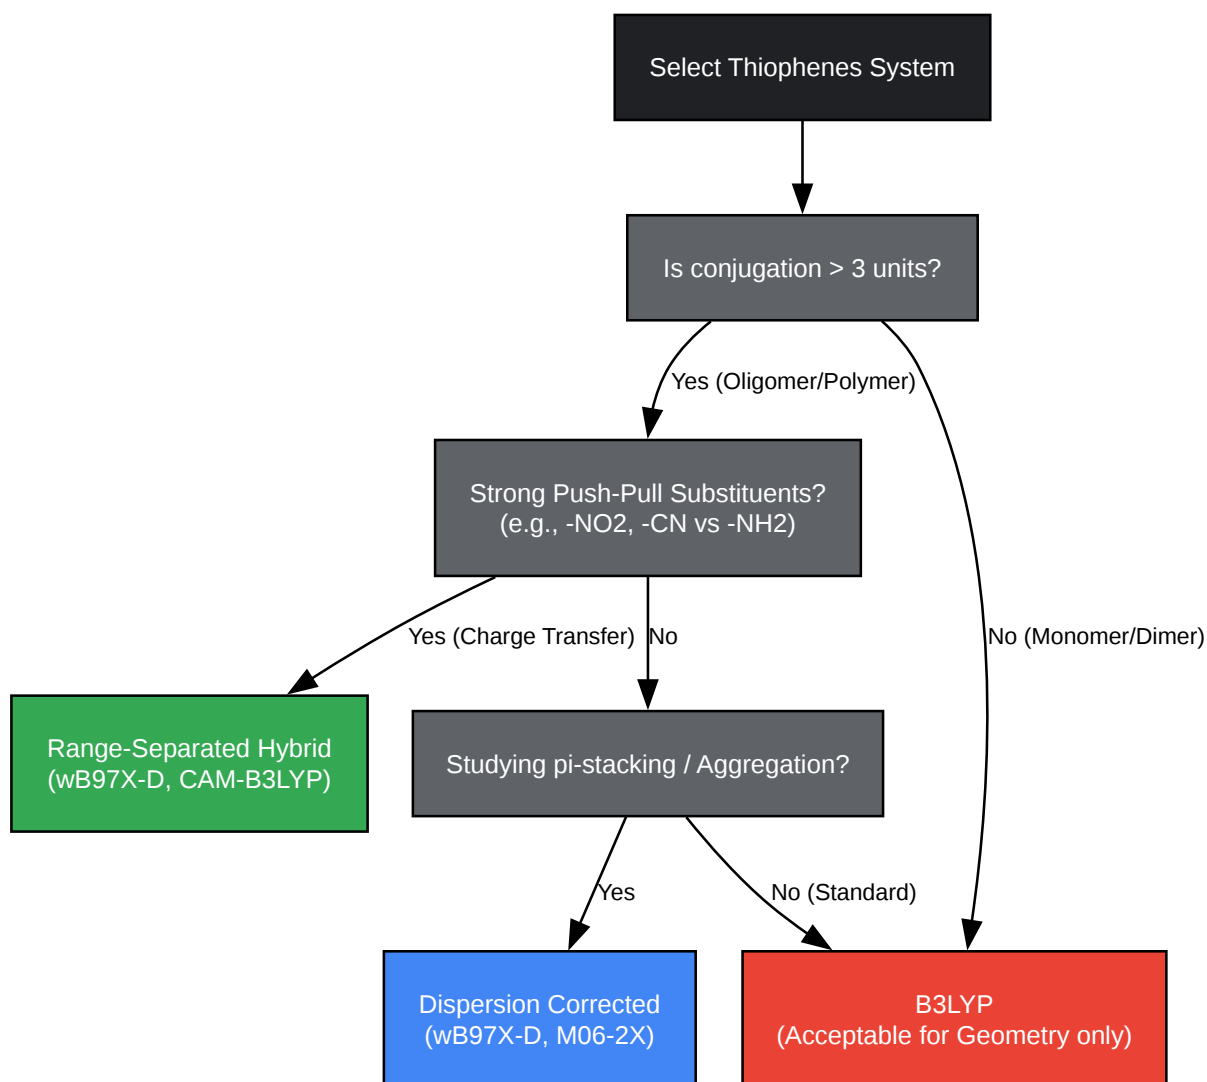 Select Thiophenes System
Is conjugation > 3 units?
Yes (Oligomer/Polymer)
Strong Push-Pull Substituents?
(e.g., -NO2, -CN vs -NH2)
Yes (Charge Transfer)
No
No (Monomer/Dimer)
Range-Separated Hybrid
(wB97X-D, CAM-B3LYP)
Studying pi-stacking / Aggregation?
Yes
No (Standard)
Dispersion Corrected
(wB97X-D, M06-2X)
B3LYP
(Acceptable for Geometry only)